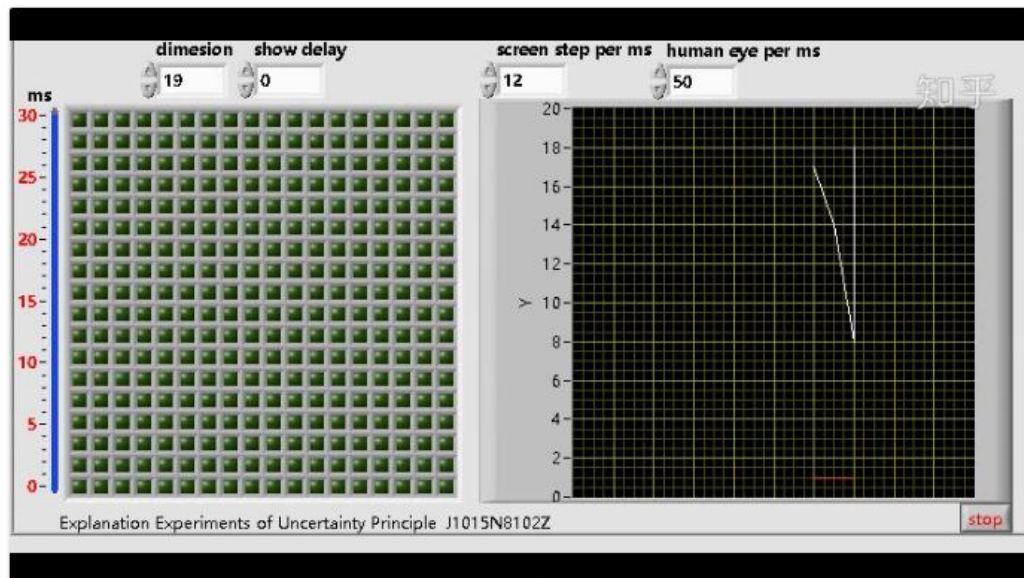 dimesion show delay screen step per ms human eye per ms
19 0 12 50
知乎
ms
30
25
20
15
10
5
0
20
18
16
14
12
10
8
6
4
2
0
Y
Explanation Experiments of Uncertainty Principle J1015N8102Z
stop